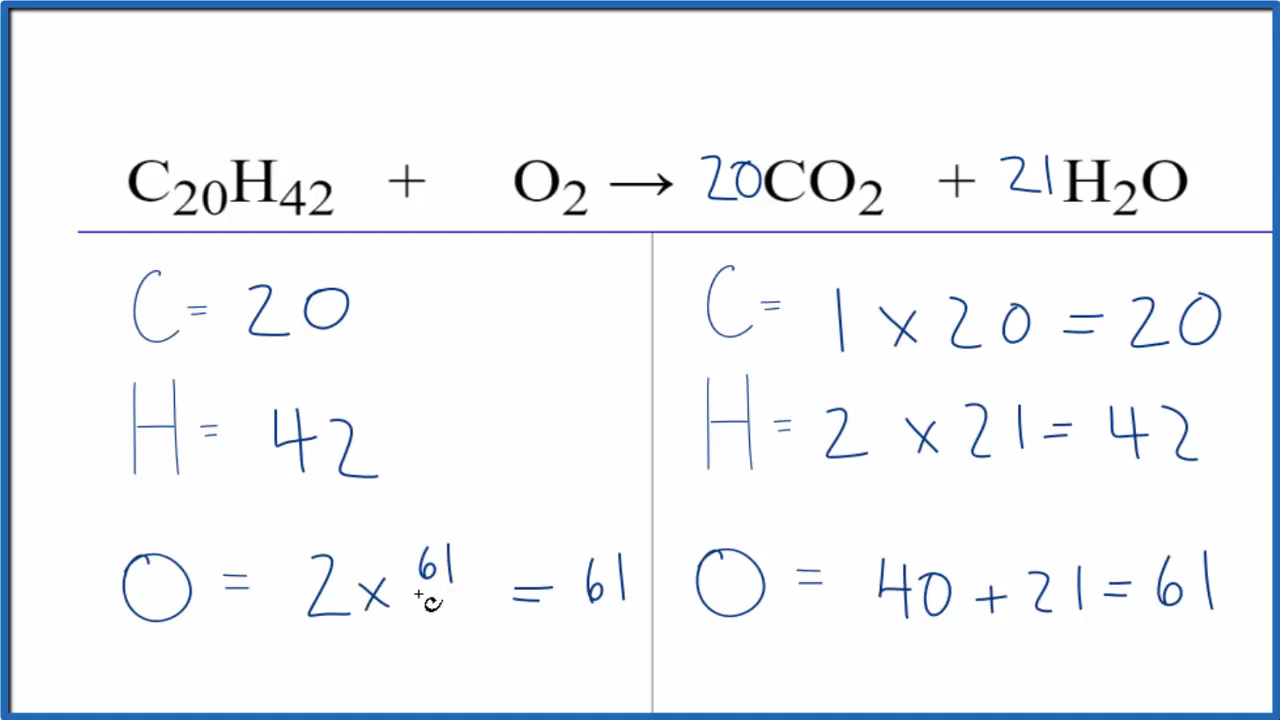 C₂₀H₄₂ + O₂ → 20CO₂ + 21H₂O
C = 20
H = 42
O = 2 x 61 = 61
C = 1 x 20 = 20
H = 2 x 21 = 42
O = 40 + 21 = 61